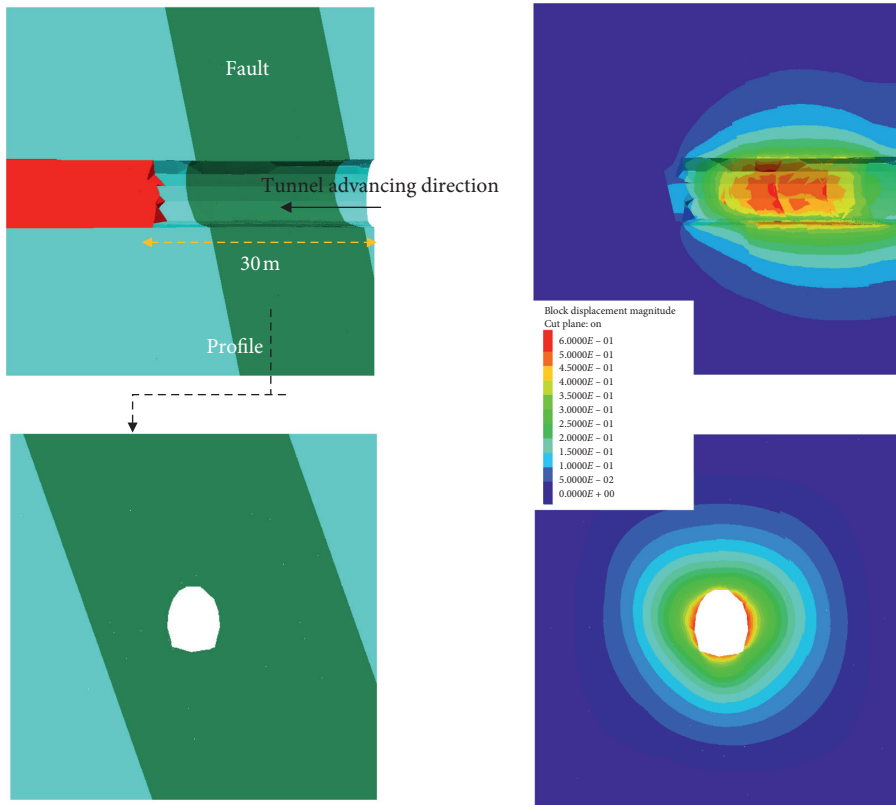 Fault
Tunnel advancing direction
30 m
Profile
Block displacement magnitude
Cut plane: on
6.0000E – 01
5.0000E – 01
4.5000E – 01
4.0000E – 01
3.5000E – 01
3.0000E – 01
2.5000E – 01
2.0000E – 01
1.5000E – 01
1.0000E – 01
5.0000E – 02
0.0000E + 00